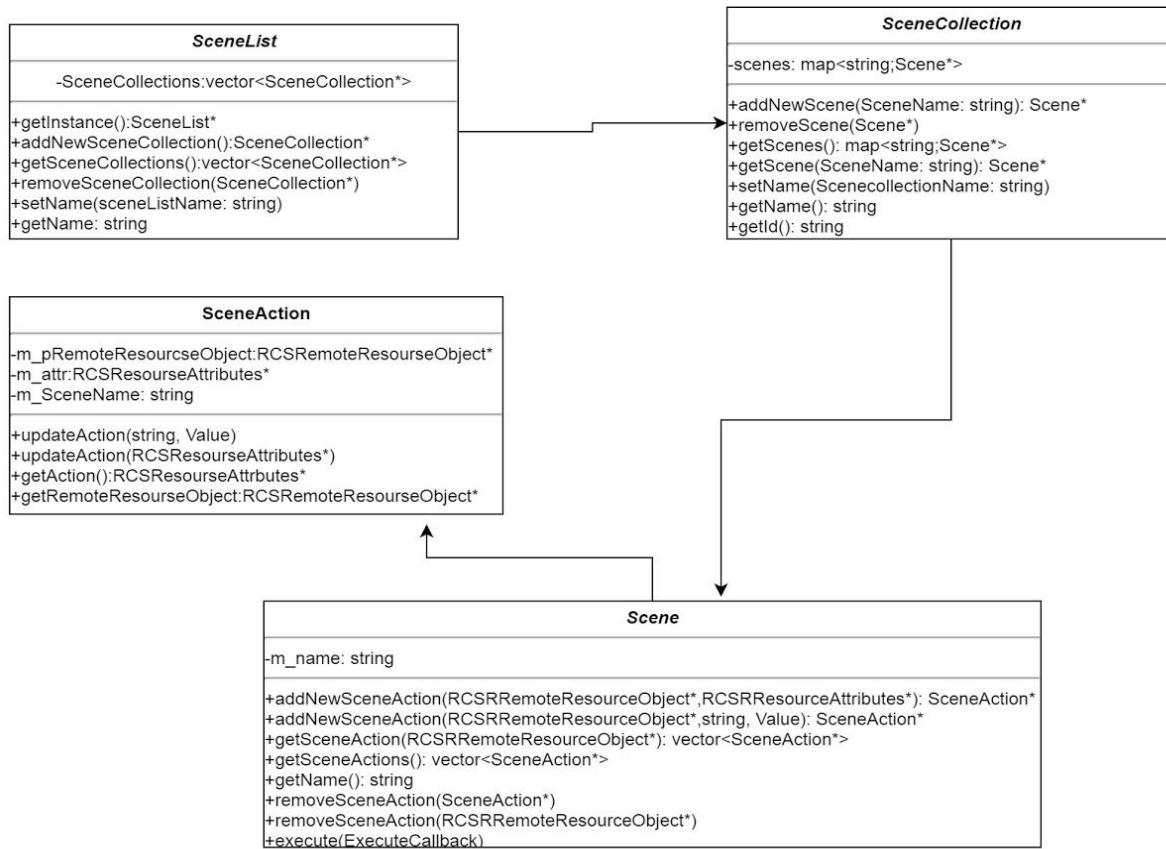 SceneList
-SceneCollections:vector<SceneCollection*>
+getInstance():SceneList*
+addNewSceneCollection():SceneCollection*
+getSceneCollections():vector<SceneCollection*>
+removeSceneCollection(SceneCollection*)
+setName(sceneListName: string)
+getName: string
SceneCollection
-scenes: map<string;Scene*>
+addNewScene(SceneName: string): Scene*
+removeScene(Scene*)
+getScenes(): map<string;Scene*>
+getScene(SceneName: string): Scene*
+setName(ScenecollectionName: string)
+getName(): string
+getId(): string
SceneAction
-m_pRemoteResourcseObject:RCSRemoteResourseObject*
-m_attr:RCSResourseAttributes*
-m_SceneName: string
+updateAction(string, Value)
+updateAction(RCSResourseAttributes*)
+getAction():RCSResourseAttrbutes*
+getRemoteResourseObject:RCSRemoteResourseObject*
Scene
-m_name: string
+addNewSceneAction(RCSRRemoteResourceObject*,RCSRResourceAttributes*): SceneAction*
+addNewSceneAction(RCSRRemoteResourceObject*,string, Value): SceneAction*
+getSceneAction(RCSRRemoteResourceObject*): vector<SceneAction*>
+getSceneActions(): vector<SceneAction*>
+getName(): string
+removeSceneAction(SceneAction*)
+removeSceneAction(RCSRRemoteResourceObject*)
+execute(ExecuteCallback)